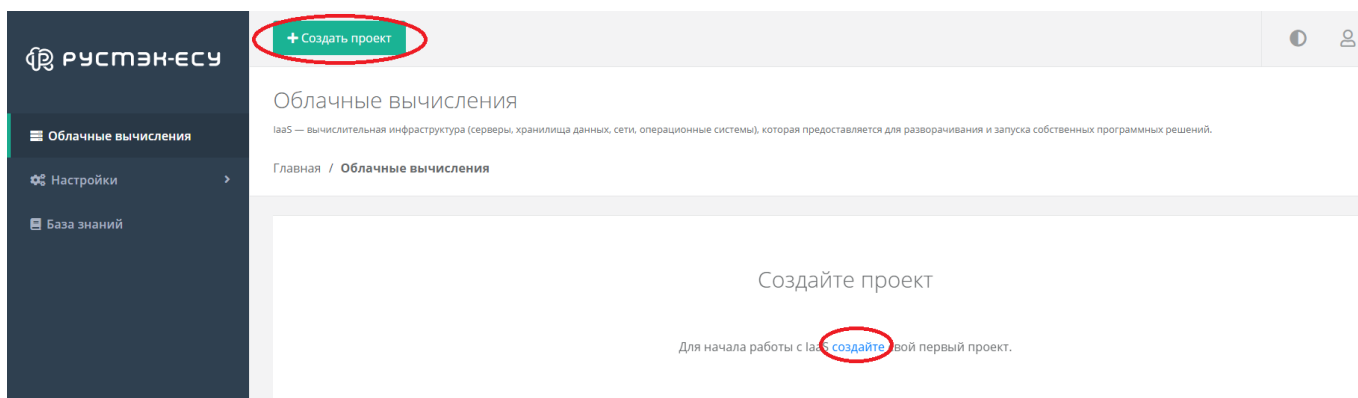 РУСТЭК-ЕСУ
+ Создать проект
Облачные вычисления
IaaS — вычислительная инфраструктура (серверы, хранилища данных, сети, операционные системы), которая предоставляется для разворачивания и запуска собственных программных решений.
Главная / Облачные вычисления
Облачные вычисления
Настройки
База знаний
Создайте проект
Для начала работы с IaaS создайте свой первый проект.